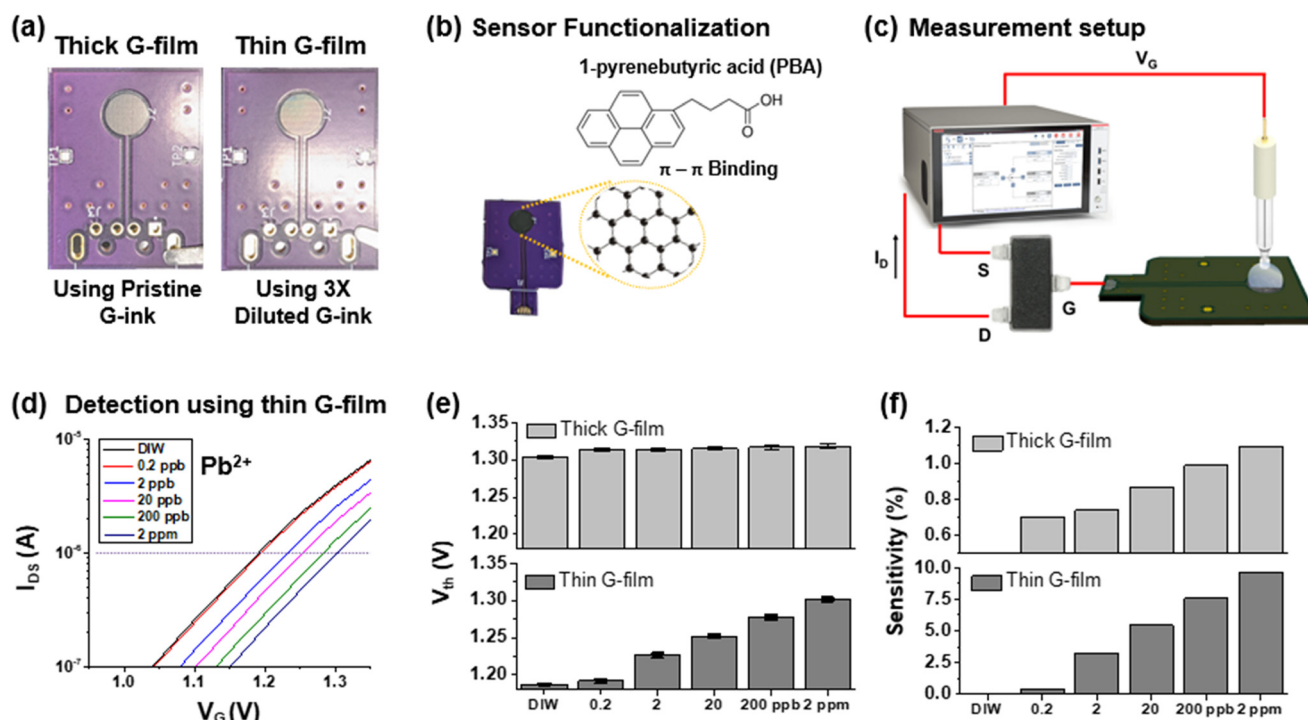 (a)
Thick G-film
Thin G-film
TP1
TP2
J3
TP1
J3
Using Pristine
G-ink
Using 3X
Diluted G-ink
(b) Sensor Functionalization
1-pyrenebutyric acid (PBA)
OH
O
π – π Binding
(c) Measurement setup
V_G
I_D
S
D
G
(d) Detection using thin G-film
10⁻⁵
10⁻⁶
10⁻⁷
I_DS (A)
DIW
0.2 ppb
2 ppb
20 ppb
200 ppb
2 ppm
Pb²⁺
1.0 1.1 1.2 1.3
V_G (V)
(e)
V_th (V)
1.35
1.30
1.25
1.20
Thick G-film
1.35
1.30
1.25
1.20
Thin G-film
DIW 0.2 2 20 200 ppb 2 ppm
(f)
Sensitivity (%)
1.2
1.0
0.8
0.6
Thick G-film
10.0
7.5
5.0
2.5
0.0
Thin G-film
DIW 0.2 2 20 200 ppb 2 ppm